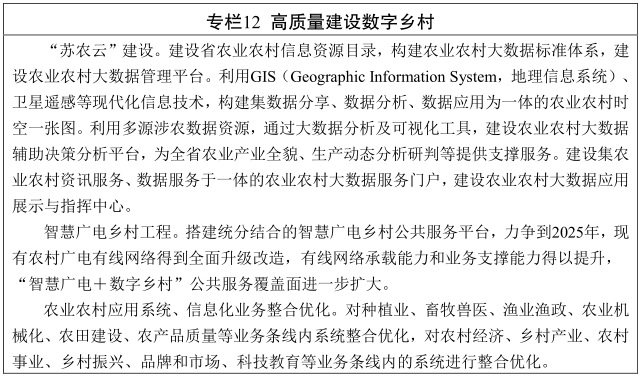 专栏12 高质量建设数字乡村
“苏农云”建设。建设省农业农村信息资源目录，构建农业农村大数据标准体系，建
设农业农村大数据管理平台。利用GIS（Geographic Information System，地理信息系统）、
卫星遥感等现代化信息技术，构建集数据分享、数据分析、数据应用为一体的农业农村时
空一张图。利用多源涉农数据资源，通过大数据分析及可视化工具，建设农业农村大数据
辅助决策分析平台，为全省农业产业全貌、生产动态分析研判等提供支撑服务。建设集农
业农村资讯服务、数据服务于一体的农业农村大数据服务门户，建设农业农村大数据应用
展示与指挥中心。
智慧广电乡村工程。搭建统分结合的智慧广电乡村公共服务平台，力争到2025年，现
有农村广电有线网络得到全面升级改造，有线网络承载能力和业务支撑能力得以提升，
“智慧广电＋数字乡村”公共服务覆盖面进一步扩大。
农业农村应用系统、信息化业务整合优化。对种植业、畜牧兽医、渔业渔政、农业机
械化、农田建设、农产品质量等业务条线内系统整合优化，对农村经济、乡村产业、农村
事业、乡村振兴、品牌和市场、科技教育等业务条线内的系统进行整合优化。